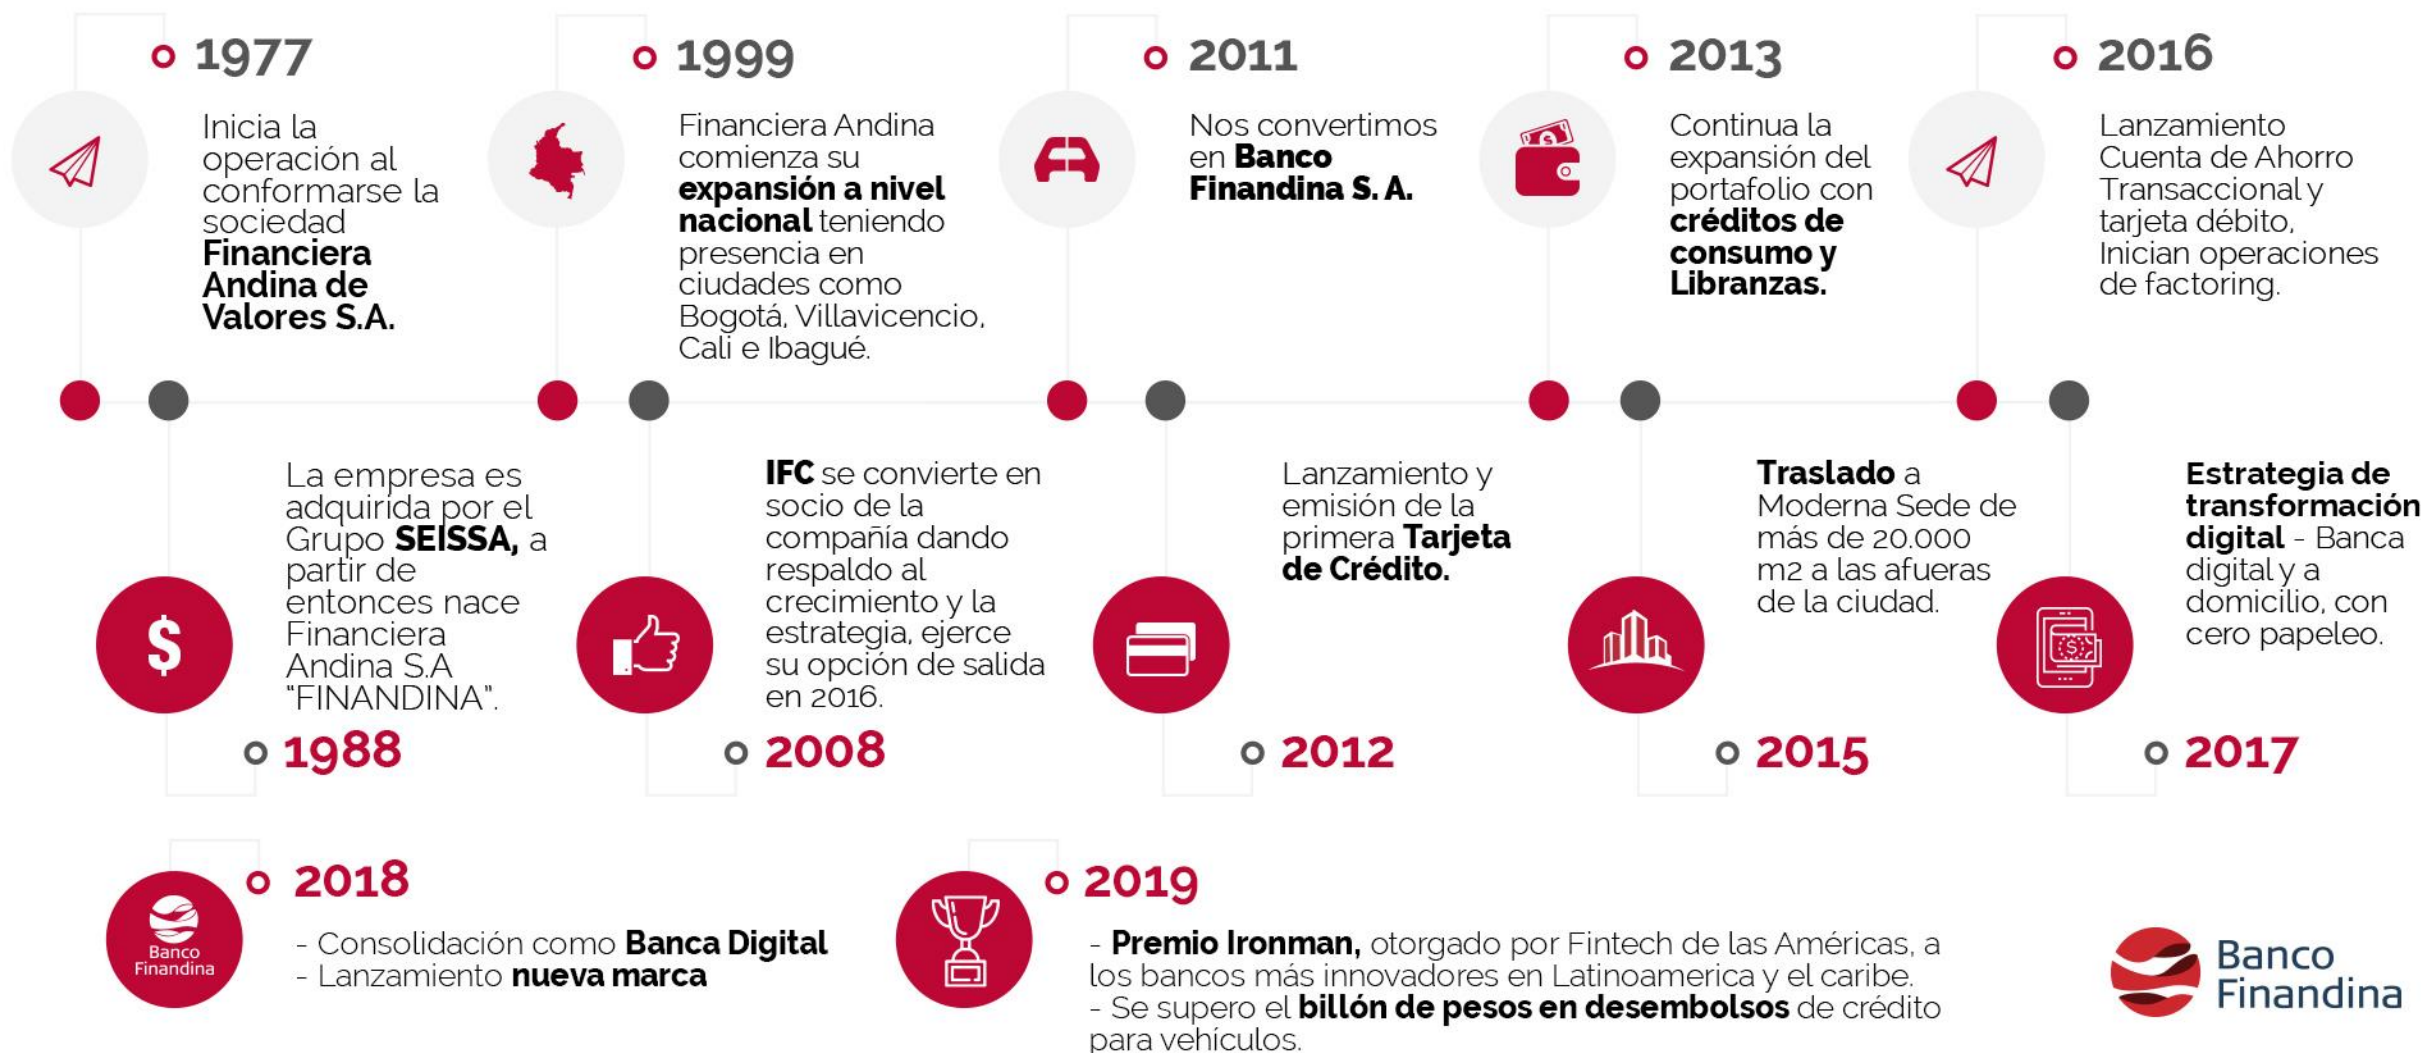 1977
Inicia la
operación al
conformarse la
sociedad
Financiera
Andina de
Valores S.A.
1999
Financiera Andina
comienza su
expansión a nivel
nacional teniendo
presencia en
ciudades como
Bogotá, Villavicencio,
Cali e Ibagué.
2011
Nos convertimos
en Banco
Finandina S. A.
2013
Continua la
expansión del
portafolio con
créditos de
consumo y
Libranzas.
2016
Lanzamiento
Cuenta de Ahorro
Transaccional y
tarjeta débito,
Inician operaciones
de factoring.
La empresa es
adquirida por el
Grupo SEISSA, a
partir de
entonces nace
Financiera
Andina S.A
"FINANDINA".
$
1988
IFC se convierte en
socio de la
compañía dando
respaldo al
crecimiento y la
estrategia, ejerce
su opción de salida
en 2016.
2008
Lanzamiento y
emisión de la
primera Tarjeta
de Crédito.
2012
Traslado a
Moderna Sede de
más de 20.000
m2 a las afueras
de la ciudad.
2015
Estrategia de
transformación
digital - Banca
digital y a
domicilio, con
cero papeleo.
2017
2018
Banco
Finandina
- Consolidación como Banca Digital
- Lanzamiento nueva marca
2019
- Premio Ironman, otorgado por Fintech de las Américas, a
los bancos más innovadores en Latinoamerica y el caribe.
- Se supero el billón de pesos en desembolsos de crédito
para vehículos.
Banco
Finandina